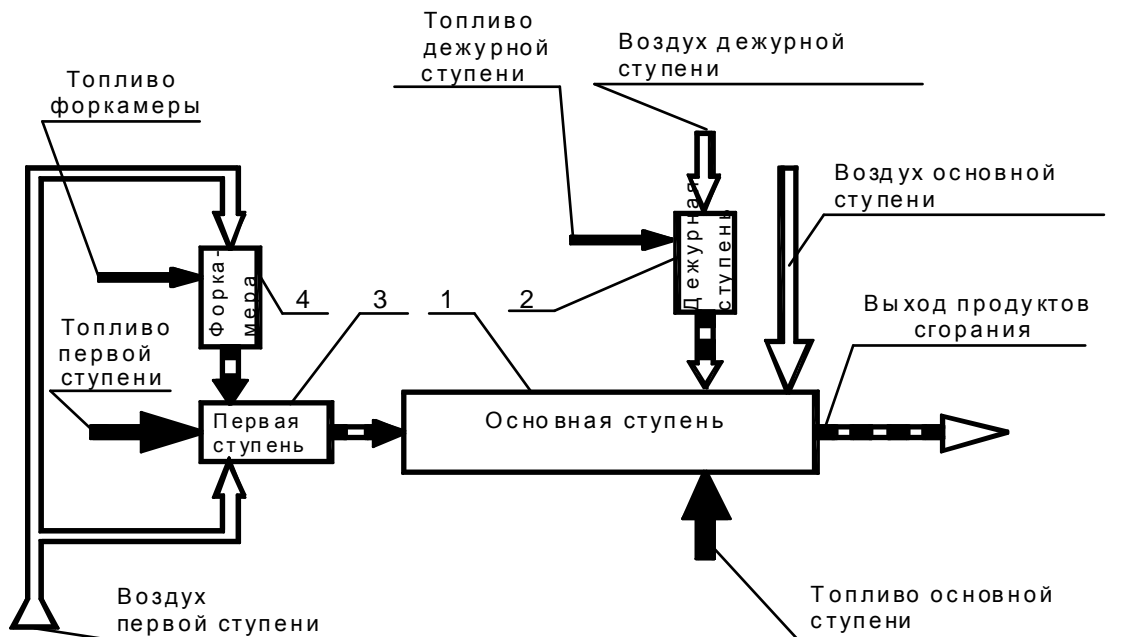 Топливо
дежурной
ступени
Воздух дежурной
ступени
Топливо
форкамеры
Воздух основной
ступени
Дежурная
ступень
Форка-
мера
4
3
1
2
Выход продуктов
сгорания
Топливо
первой
ступени
Первая
ступень
Основная ступень
Воздух
первой ступени
Топливо основной
ступени